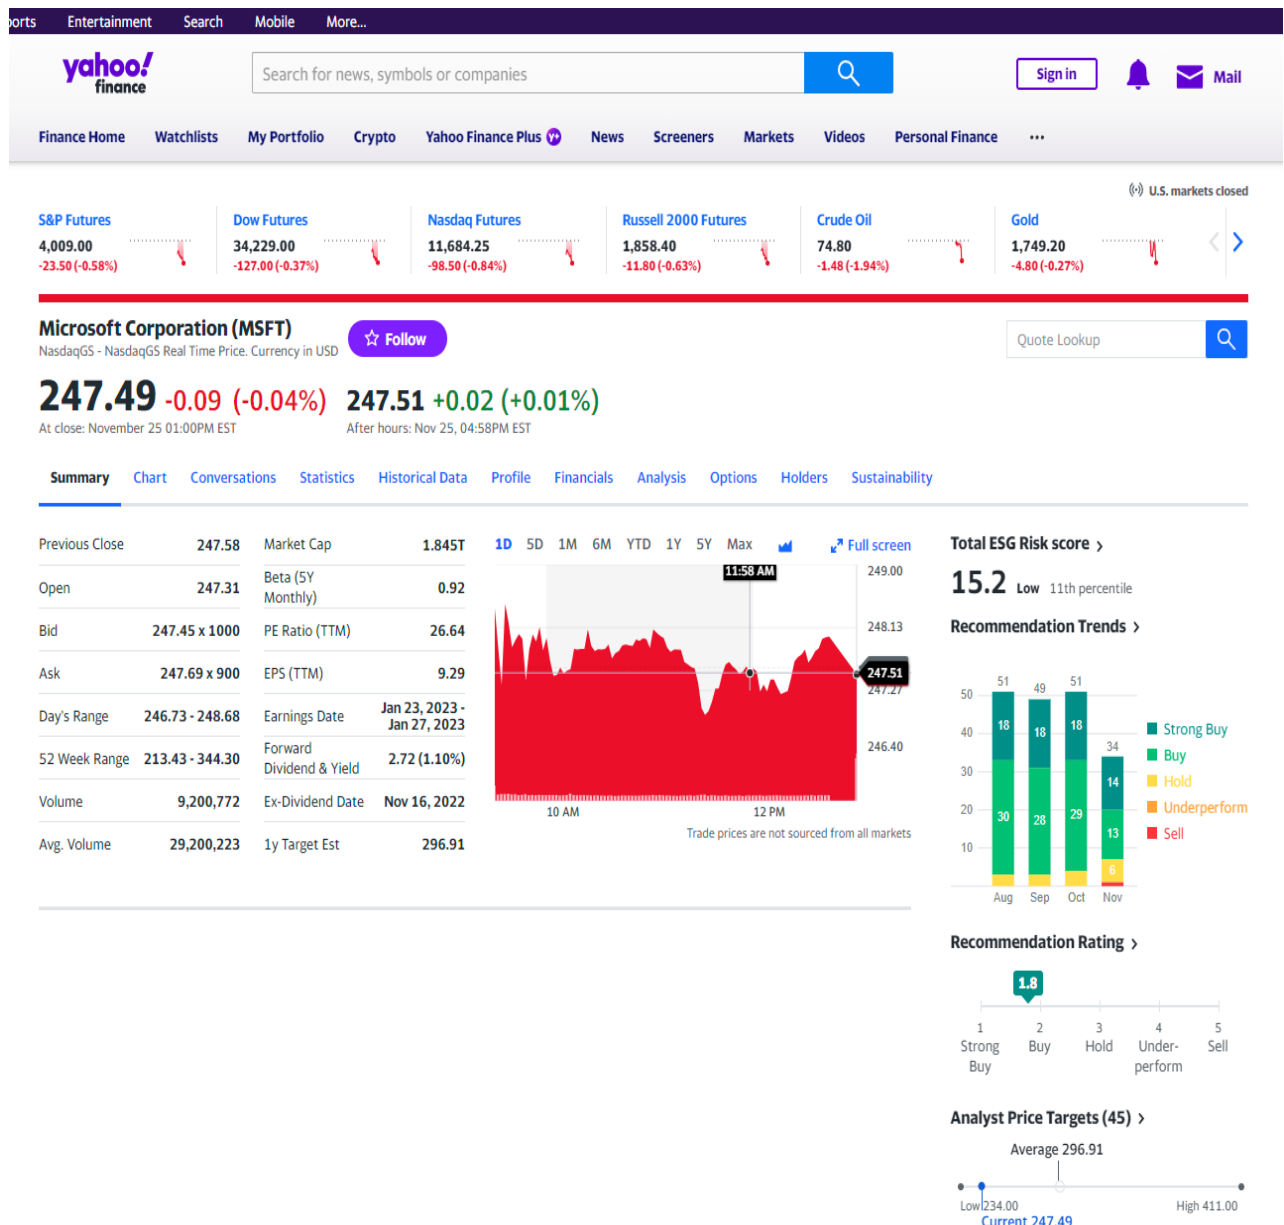 ports Entertainment Search Mobile More...
yahoo!
finance
Search for news, symbols or companies
Sign in
Mail
Finance Home Watchlists My Portfolio Crypto Yahoo Finance Plus Y+ News Screeners Markets Videos Personal Finance ...
U.S. markets closed
S&P Futures
4,009.00
-23.50 (-0.58%)
Dow Futures
34,229.00
-127.00 (-0.37%)
Nasdaq Futures
11,684.25
-98.50 (-0.84%)
Russell 2000 Futures
1,858.40
-11.80 (-0.63%)
Crude Oil
74.80
-1.48 (-1.94%)
Gold
1,749.20
-4.80 (-0.27%)
Microsoft Corporation (MSFT)
NasdaqGS - NasdaqGS Real Time Price. Currency in USD
Follow
Quote Lookup
247.49 -0.09 (-0.04%)
At close: November 25 01:00PM EST
247.51 +0.02 (+0.01%)
After hours: Nov 25, 04:58PM EST
Summary Chart Conversations Statistics Historical Data Profile Financials Analysis Options Holders Sustainability
Previous Close 247.58
Open 247.31
Bid 247.45 x 1000
Ask 247.69 x 900
Day's Range 246.73 - 248.68
52 Week Range 213.43 - 344.30
Volume 9,200,772
Avg. Volume 29,200,223
Market Cap 1.845T
Beta (5Y
Monthly) 0.92
PE Ratio (TTM) 26.64
EPS (TTM) 9.29
Earnings Date Jan 23, 2023 -
Jan 27, 2023
Forward
Dividend & Yield 2.72 (1.10%)
Ex-Dividend Date Nov 16, 2022
1y Target Est 296.91
1D 5D 1M 6M YTD 1Y 5Y Max
Full screen
11:58 AM
249.00
248.13
247.51
247.27
246.40
10 AM 12 PM
Trade prices are not sourced from all markets
Total ESG Risk score
15.2 Low 11th percentile
Recommendation Trends
51 49 51 34
50
40
30
20
10
18 18 18 14
30 28 29 13
6
Aug Sep Oct Nov
Strong Buy
Buy
Hold
Underperform
Sell
Recommendation Rating
1.8
1 2 3 4 5
Strong
Buy
Buy
Hold
Under-
perform
Sell
Analyst Price Targets (45)
Average 296.91
Low 234.00
High 411.00
Current 247.49